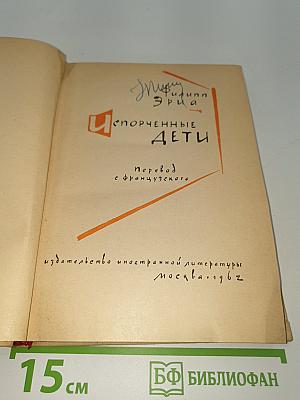 Филипп
Эриа
Испорченные
дети
Перевод
с французского
издательство иностранной литературы
Москва • 1962
15 см
БФ БИБЛИОФАН